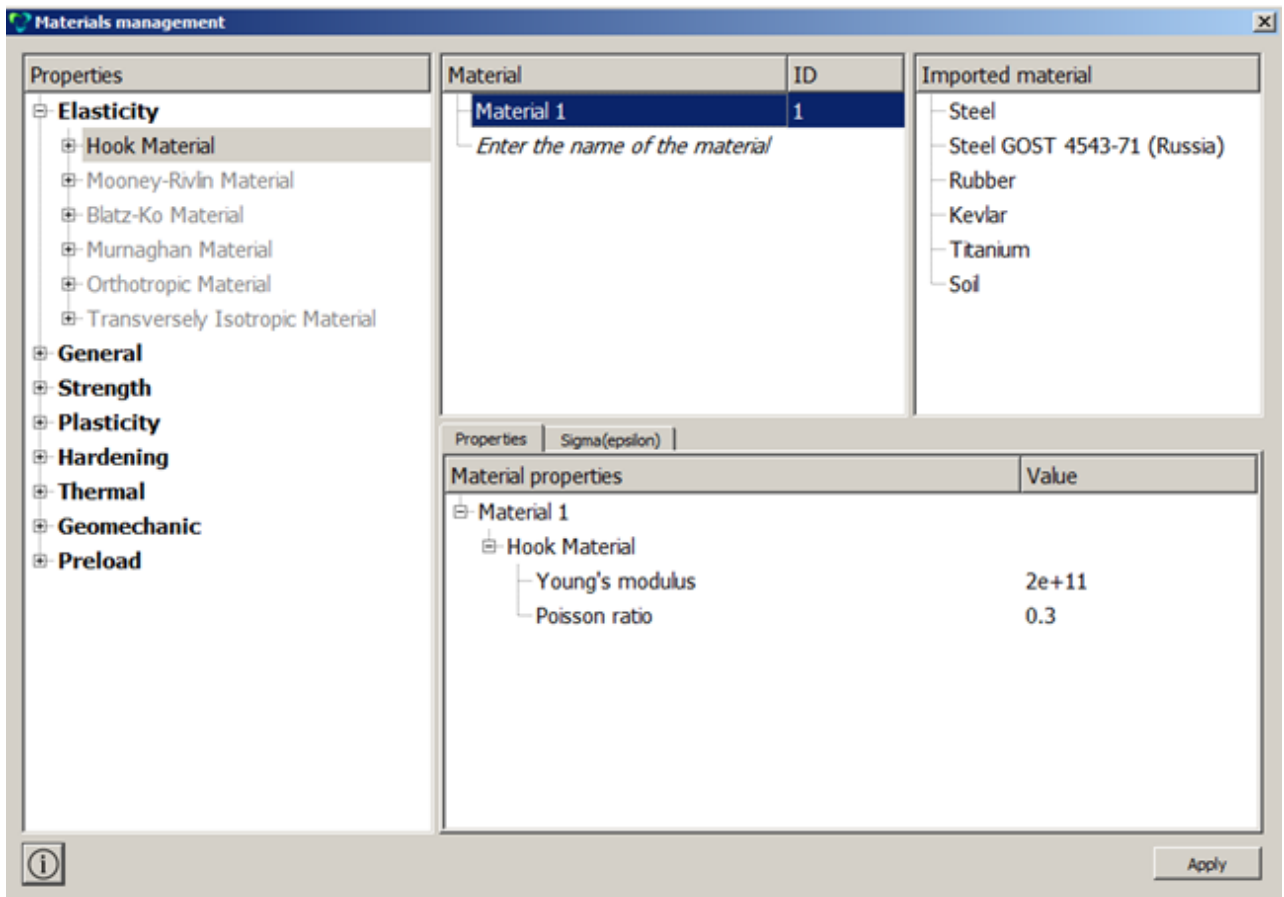 Materials management
Properties
Elasticity
Hook Material
Mooney-Rivlin Material
Blatz-Ko Material
Murnaghan Material
Orthotropic Material
Transversely Isotropic Material
General
Strength
Plasticity
Hardening
Thermal
Geomechanic
Preload
Material ID
Material 1 1
Enter the name of the material
Imported material
Steel
Steel GOST 4543-71 (Russia)
Rubber
Kevlar
Titanium
Soil
Properties Sigma(epsilon)
Material properties Value
Material 1
Hook Material
Young's modulus 2e+11
Poisson ratio 0.3
Apply